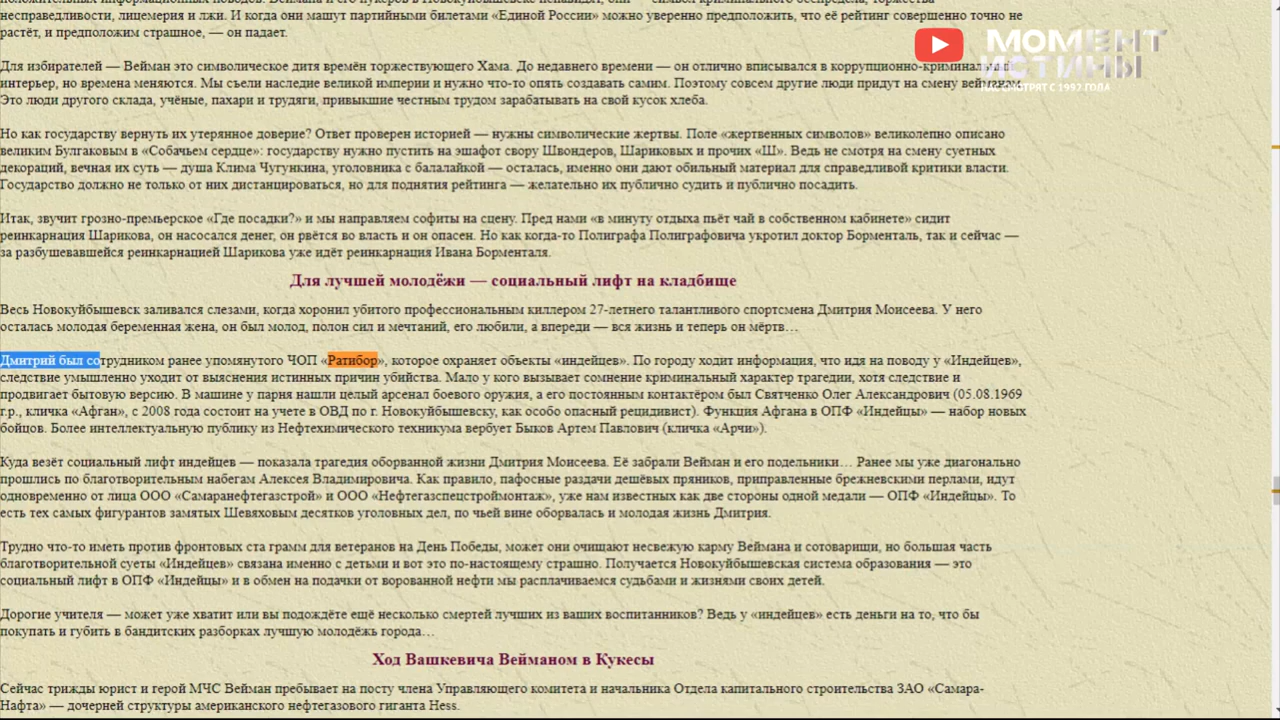 несправедливости, лицемерия и лжи. И когда они машут партийными билетами «Единой России» можно уверенно предположить, что её рейтинг совершенно точно не
растёт, и предположим страшное, — он падает.
МОМЕНТ
ИСТИНЫ
НАС СМОТРЯТ С 1992 ГОДА
Для избирателей — Вейман это символическое дитя времён торжествующего Хама. До недавнего времени — он отлично вписывался в коррупционно-криминальный
интерьер, но времена меняются. Мы съели наследие великой империи и нужно что-то опять создавать самим. Поэтому совсем другие люди придут на смену
Это люди другого склада, учёные, пахари и трудяги, привыкшие честным трудом зарабатывать на свой кусок хлеба.
Но как государству вернуть их утерянное доверие? Ответ проверен историей — нужны символические жертвы. Поле «жертвенных символов» великолепно описано
великим Булгаковым в «Собачьем сердце»: государству нужно пустить на эшафот свору Швондеров, Шариковых и прочих «Ш». Ведь не смотря на смену суетных
декораций, вечная их суть — душа Клима Чугункина, уголовника с балалайкой — осталась, именно они дают обильный материал для справедливой критики власти.
Государство должно не только от них дистанцироваться, но для поднятия рейтинга — желательно их публично судить и публично посадить.
Итак, звучит грозно-премьерское «Где посадки?» и мы направляем софиты на сцену. Пред нами «в минуту отдыха пьёт чай в собственном кабинете» сидит
реинкарнация Шарикова, он насосался денег, он рвётся во власть и он опасен. Но как когда-то Полиграфа Полиграфовича укротил доктор Борменталь, так и сейчас —
за разбушевавшейся реинкарнацией Шарикова уже идёт реинкарнация Ивана Борменталя.
Для лучшей молодёжи — социальный лифт на кладбище
Весь Новокуйбышевск заливался слезами, когда хоронил убитого профессиональным киллером 27-летнего талантливого спортсмена Дмитрия Моисеева. У него
осталась молодая беременная жена, он был молод, полон сил и мечтаний, его любили, а впереди — вся жизнь и теперь он мёртв…
Дмитрий был сотрудником ранее упомянутого ЧОП «Ратибор», которое охраняет объекты «индейцев». По городу ходит информация, что идя на поводу у «Индейцев»,
следствие умышленно уходит от выяснения истинных причин убийства. Мало у кого вызывает сомнение криминальный характер трагедии, хотя следствие и
продвигает бытовую версию. В машине у парня нашли целый арсенал боевого оружия, а его постоянным контактёром был Святченко Олег Александрович (05.08.1969
г.р., кличка «Афган», с 2008 года состоит на учете в ОВД по г. Новокуйбышевску, как особо опасный рецидивист). Функция Афгана в ОПФ «Индейцы» — набор новых
бойцов. Более интеллектуальную публику из Нефтехимического техникума вербует Быков Артем Павлович (кличка «Арчи»).
Куда везёт социальный лифт индейцев — показала трагедия оборванной жизни Дмитрия Моисеева. Её забрали Вейман и его подельники… Ранее мы уже диагонально
прошлись по благотворительным набегам Алексея Владимировича. Как правило, пафосные раздачи дешёвых пряников, приправленные брежневскими перлами, идут
одновременно от лица ООО «Самаранефтегазстрой» и ООО «Нефтегазспецстроймонтаж», уже нам известных как две стороны одной медали — ОПФ «Индейцы». То
есть тех самых фигурантов замятых Шевяховым десятков уголовных дел, по чьей вине оборвалась и молодая жизнь Дмитрия.
Трудно что-то иметь против фронтовых ста грамм для ветеранов на День Победы, может они очищают несвежую карму Веймана и сотоварищи, но большая часть
благотворительной суеты «Индейцев» связана именно с детьми и вот это по-настоящему страшно. Получается Новокуйбышевская система образования — это
социальный лифт в ОПФ «Индейцы» и в обмен на подачки от ворованной нефти мы расплачиваемся судьбами и жизнями своих детей.
Дорогие учителя — может уже хватит или вы подождёте ещё несколько смертей лучших из ваших воспитанников? Ведь у «индейцев» есть деньги на то, что бы
покупать и губить в бандитских разборках лучшую молодёжь города…
Ход Вашкевича Вейманом в Кукесы
Сейчас трижды юрист и герой МЧС Вейман пребывает на посту члена Управляющего комитета и начальника Отдела капитального строительства ЗАО «Самара-
Нафта» — дочерней структуры американского нефтегазового гиганта Hess.